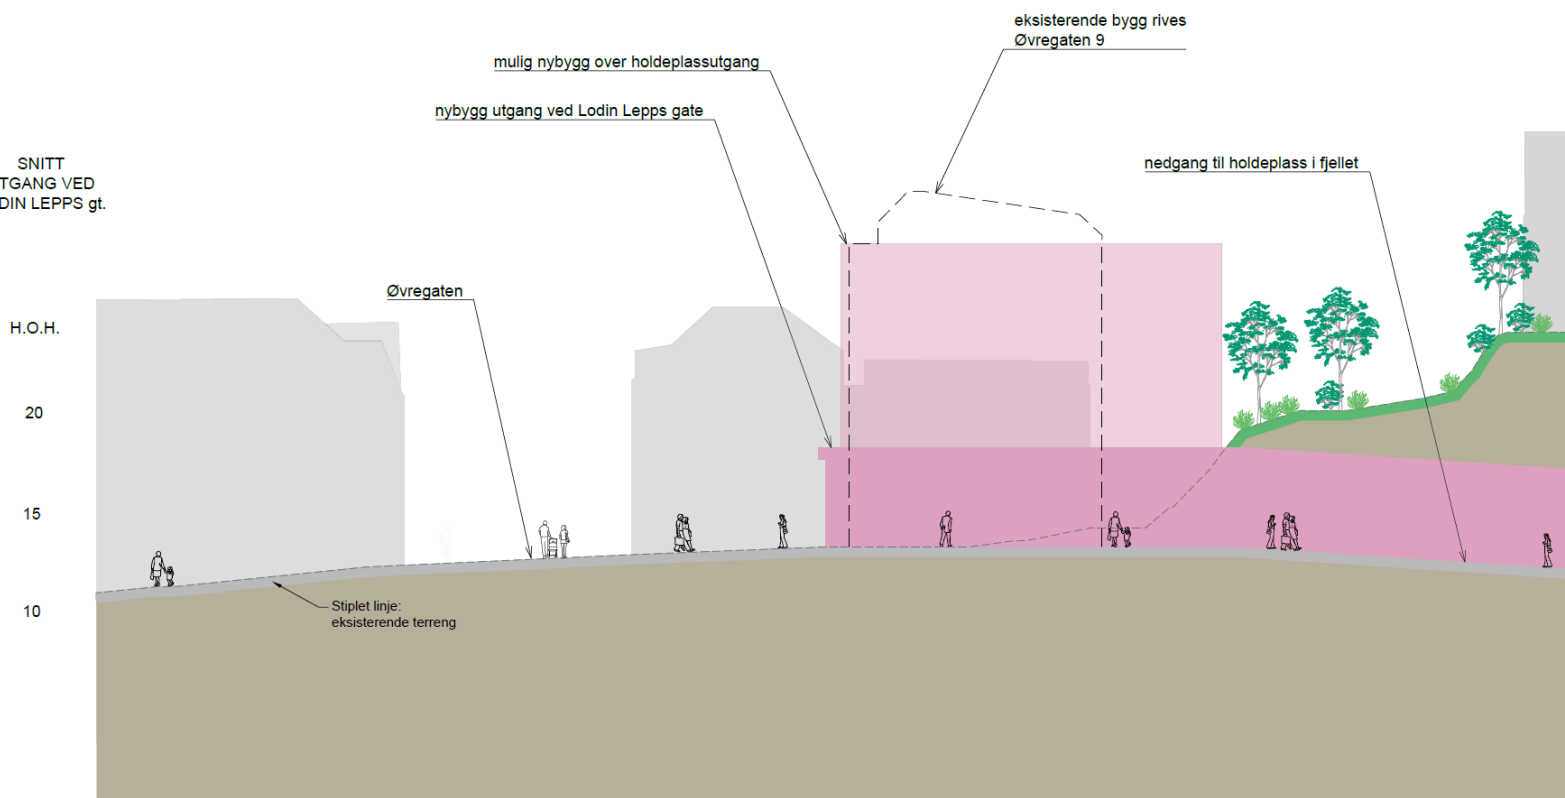 eksisterende bygg rives
Øvregaten 9
mulig nybygg over holdeplassutgang
nybygg utgang ved Lodin Lepps gate
SNITT
TGANG VED
DIN LEPPS gt.
nedgang til holdeplass i fjellet
Øvregaten
H.O.H.
20
15
10
Stiplet linje:
eksisterende terreng